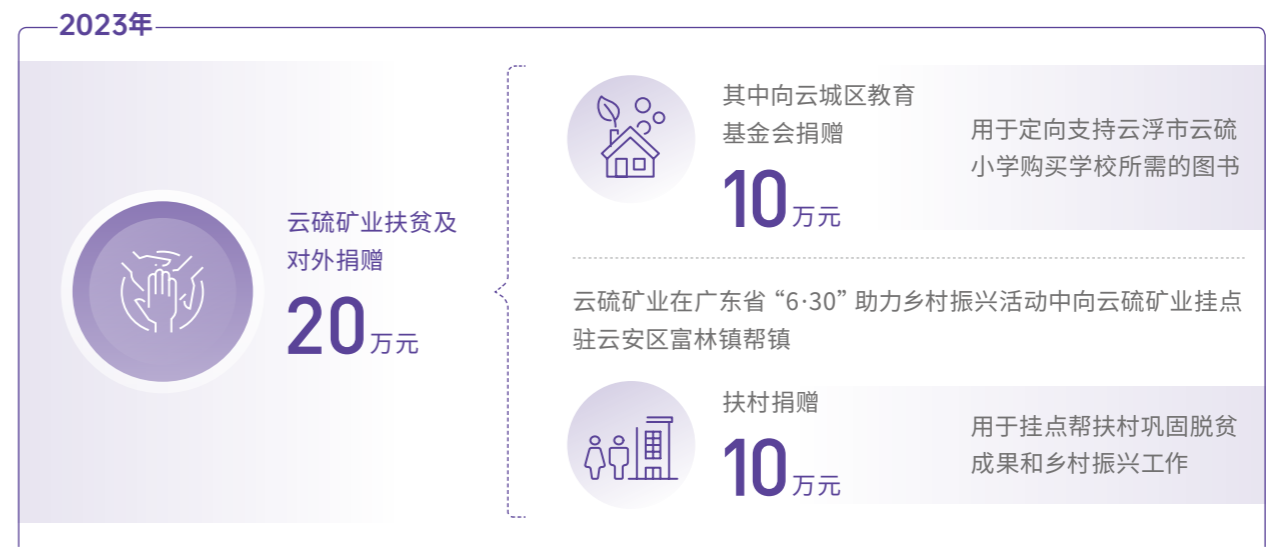 2023年
云硫矿业扶贫及
对外捐赠
20万元
其中向云城区教育
基金会捐赠
10万元
用于定向支持云浮市云硫
小学购买学校所需的图书
云硫矿业在广东省“6·30”助力乡村振兴活动中向云硫矿业挂点
驻云安区富林镇帮镇
扶村捐赠
10万元
用于挂点帮扶村巩固脱贫
成果和乡村振兴工作